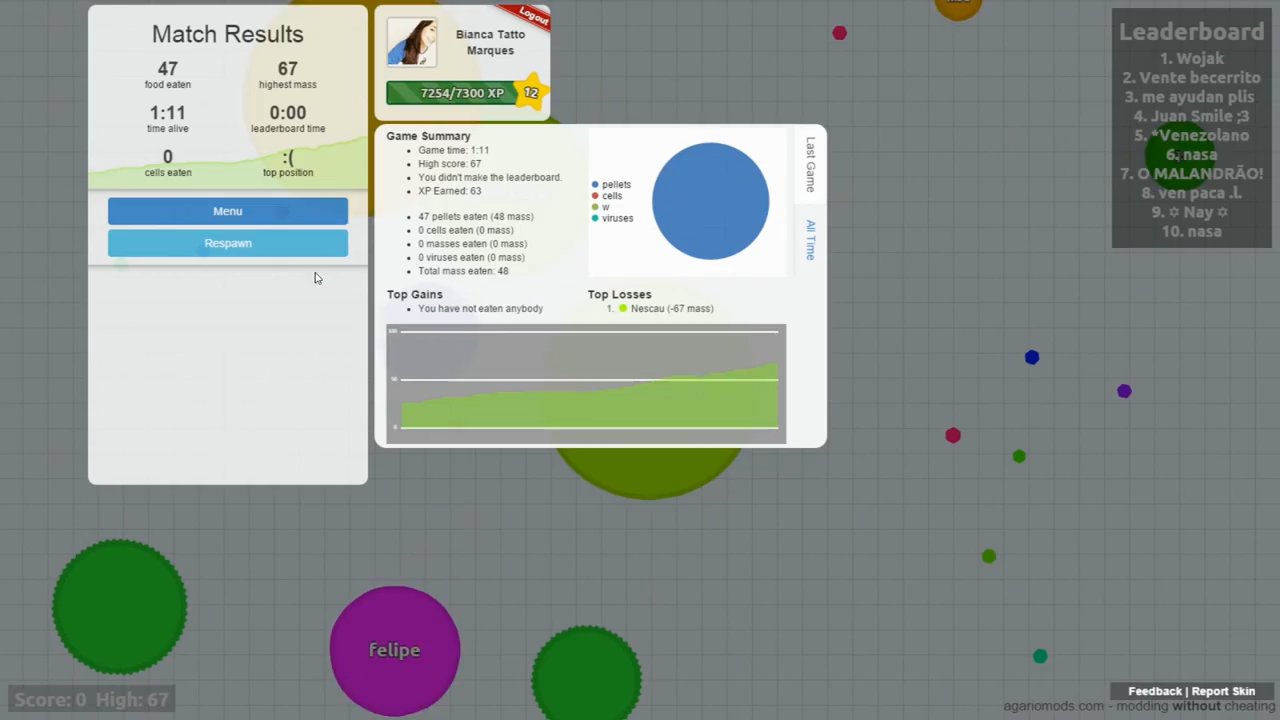 Match Results
47
food eaten
67
highest mass
1:11
time alive
0:00
leaderboard time
0
cells eaten
:(
top position
Menu
Respawn
Logout
Bianca Tatto
Marques
7254/7300 XP
12
Game Summary
Game time: 1:11
High score: 67
You didn't make the leaderboard.
XP Earned: 63
47 pellets eaten (48 mass)
0 cells eaten (0 mass)
0 masses eaten (0 mass)
0 viruses eaten (0 mass)
Total mass eaten: 48
pellets
cells
w
viruses
Last Game
All Time
Top Gains
You have not eaten anybody
Top Losses
1. Nescau (-67 mass)
Leaderboard
1. Wojak
2. Vente becerrito
3. me ayudan plis
4. Juan Smile ;3
5. *Venezolano
6. nasa
7. O MALANDRÃO!
8. ven paca .l.
9. ✡ Nay ✡
10. nasa
felipe
Score: 0 High: 67
Feedback | Report Skin
agariomods.com - modding without cheating